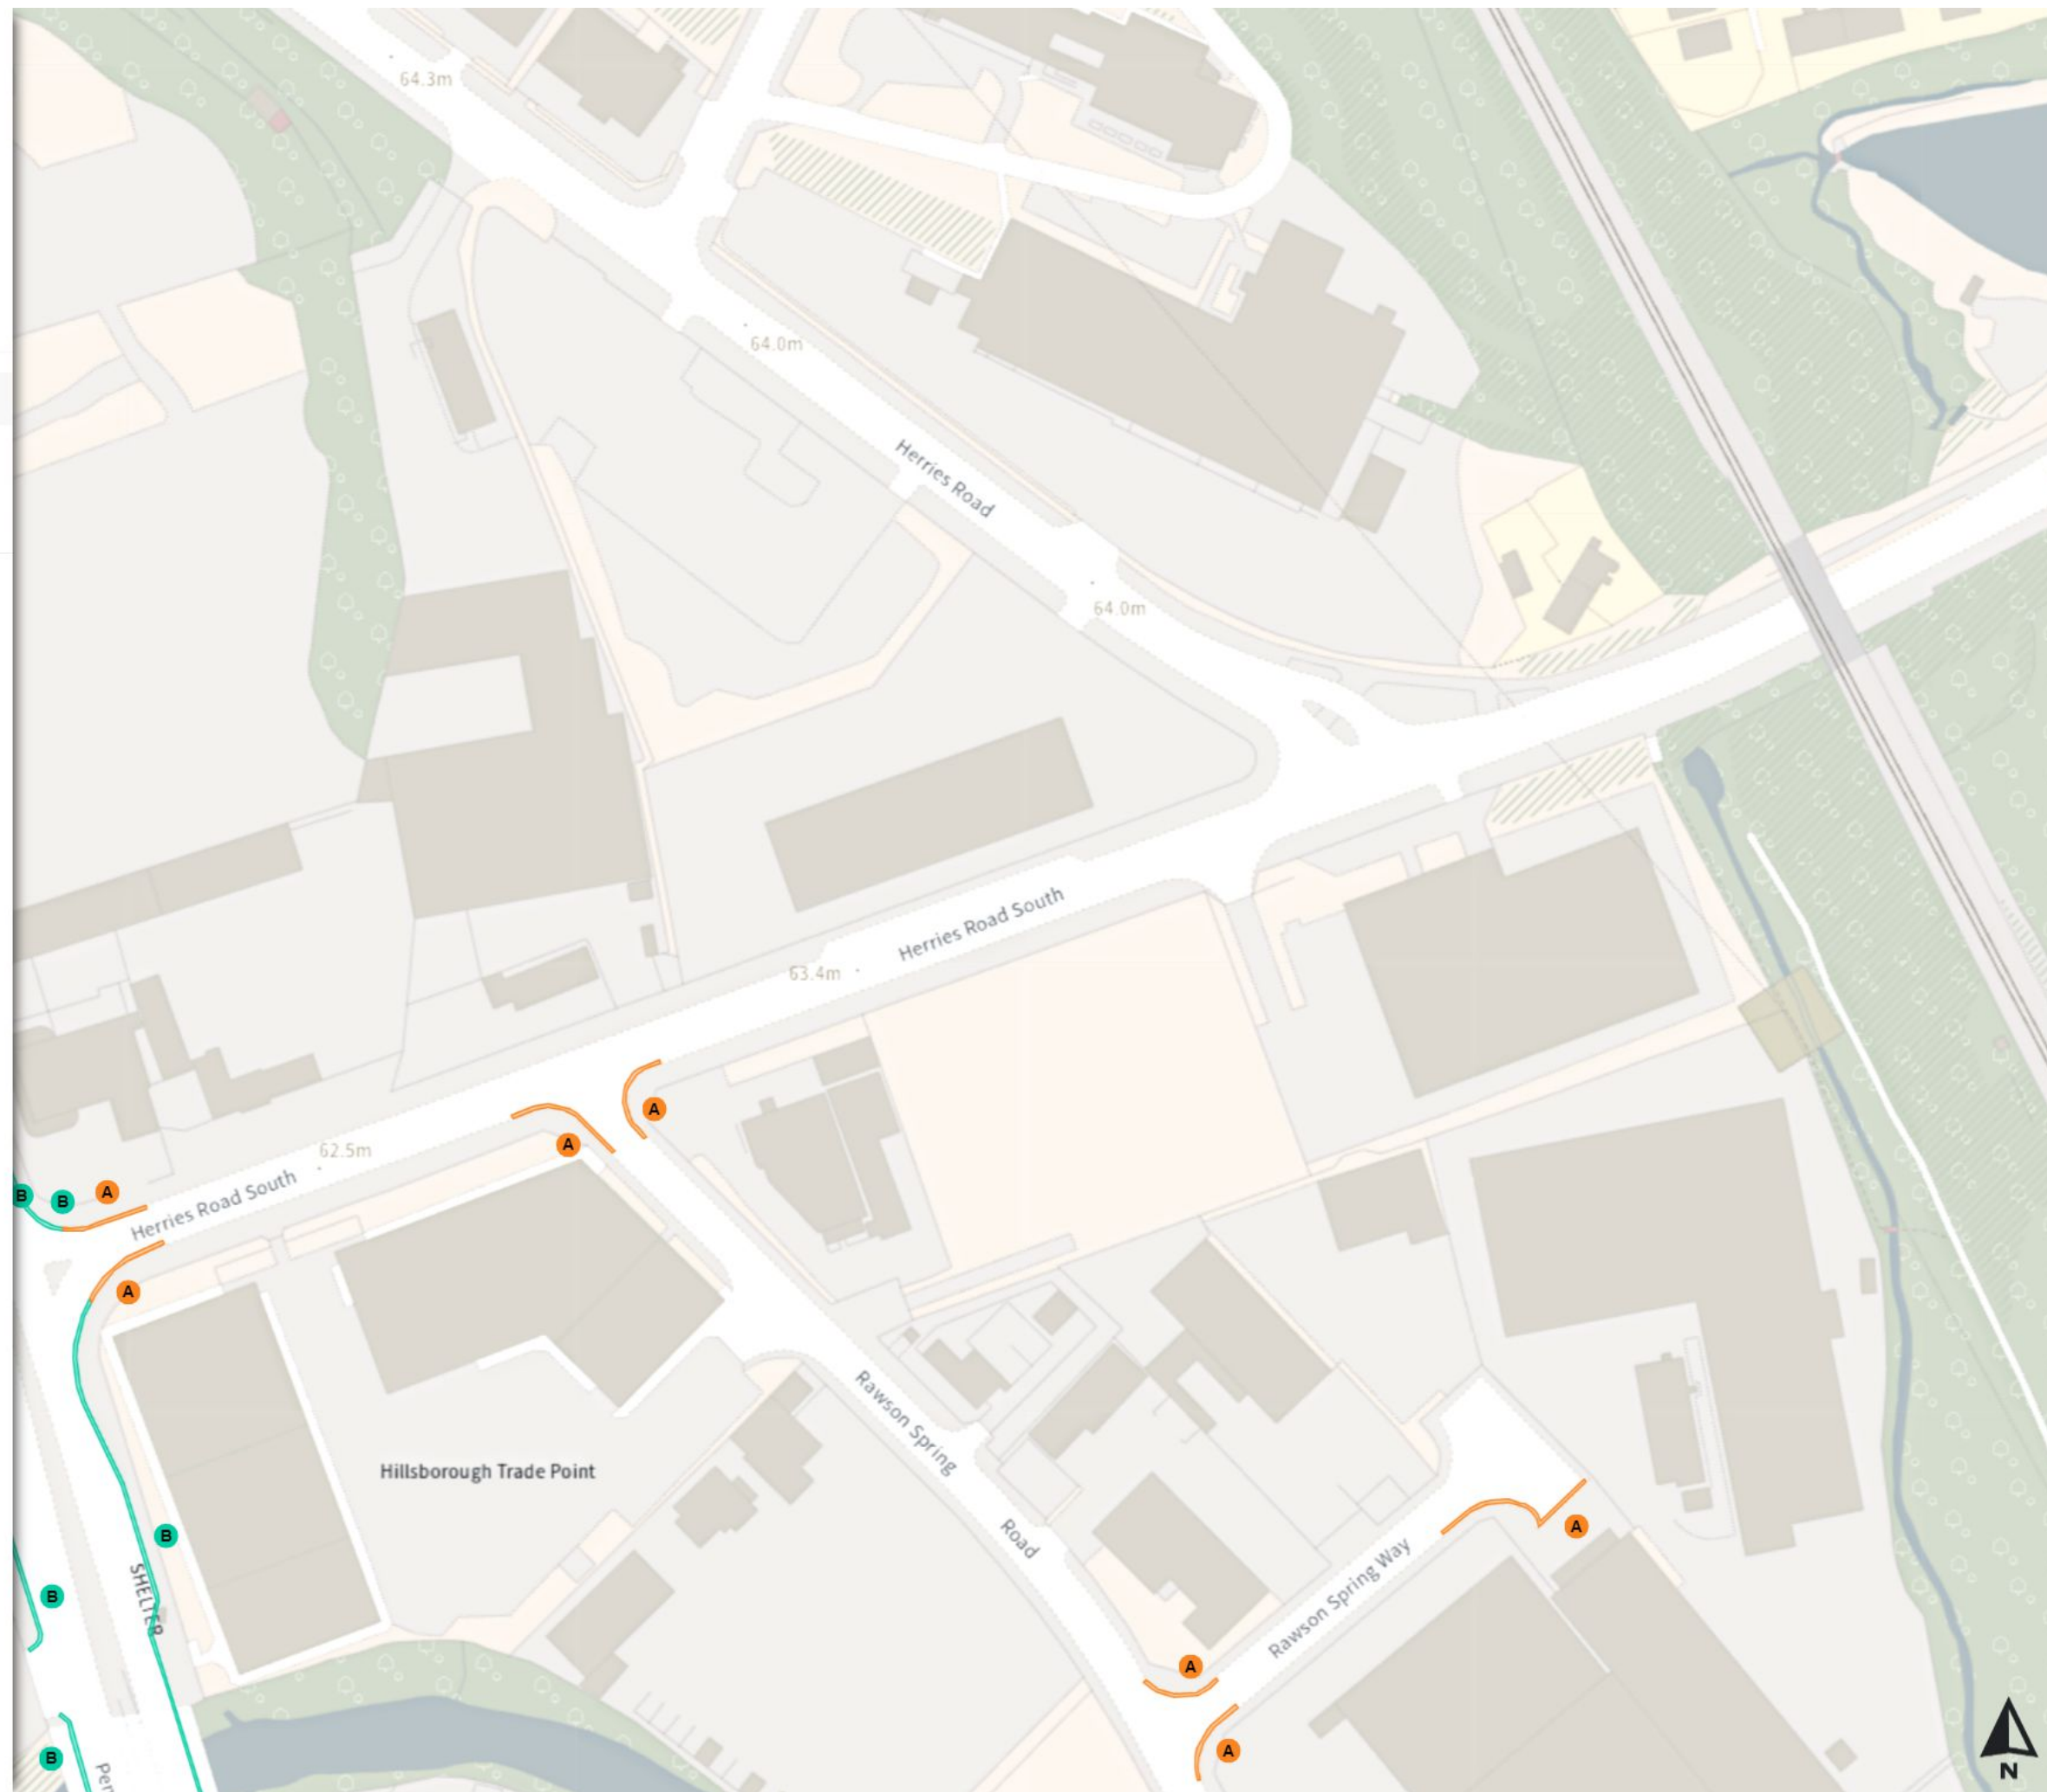 64.3m
64.0m
Herries Road
64.0m
Herries Road South
63.4m
A
A
62.5m
B
B
A
Herries Road South
A
Rawson Spring
Road
Hillsborough Trade Point
B
SHELTER
B
A
Rawson Spring Way
A
A
B
N